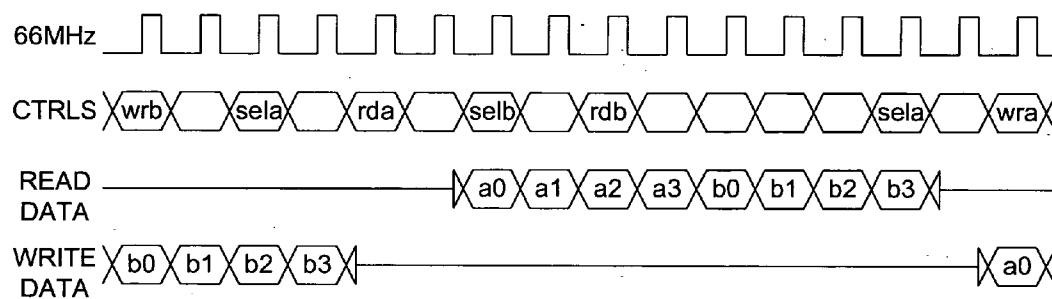 66MHz
CTRLS wrb sela rda selb rdb sela wra
READ DATA a0 a1 a2 a3 b0 b1 b2 b3
WRITE DATA b0 b1 b2 b3 a0